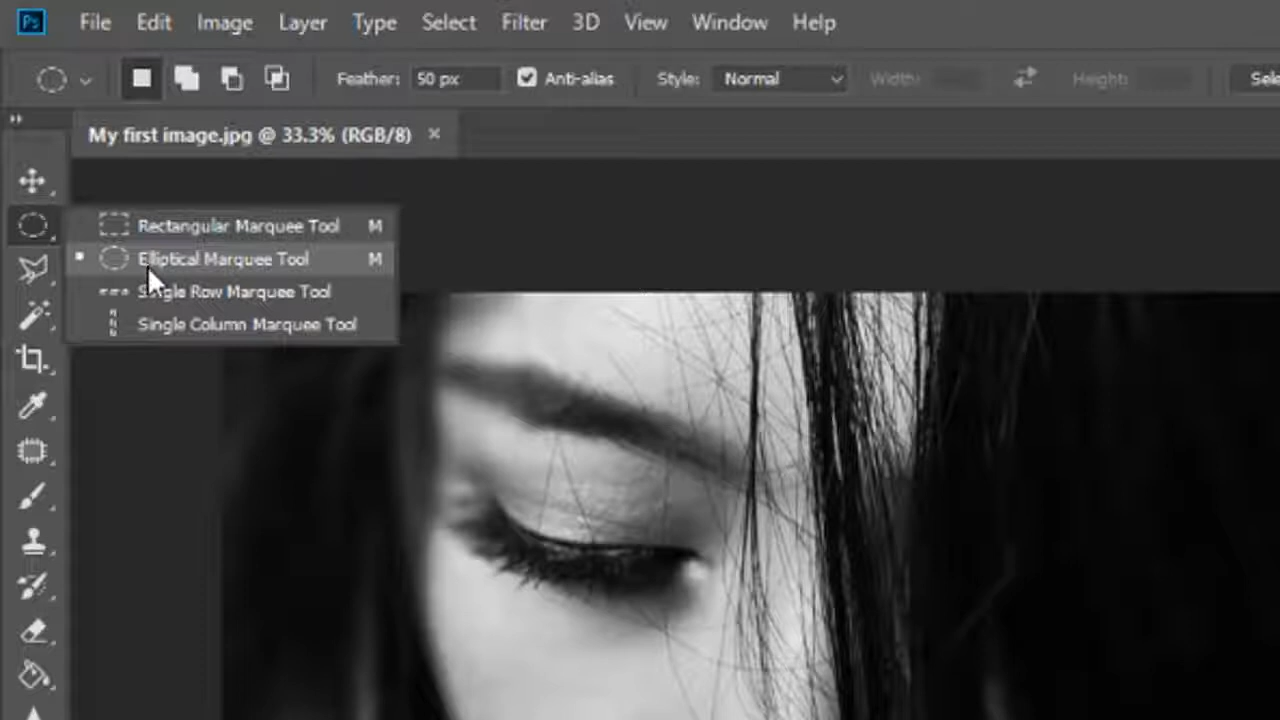 Ps File Edit Image Layer Type Select Filter 3D View Window Help
Feather: 50 px Anti-alias Style: Normal Width: Height:
My first image.jpg @ 33.3% (RGB/8)
Rectangular Marquee Tool M
Elliptical Marquee Tool M
Row Marquee Tool
Single Column Marquee Tool